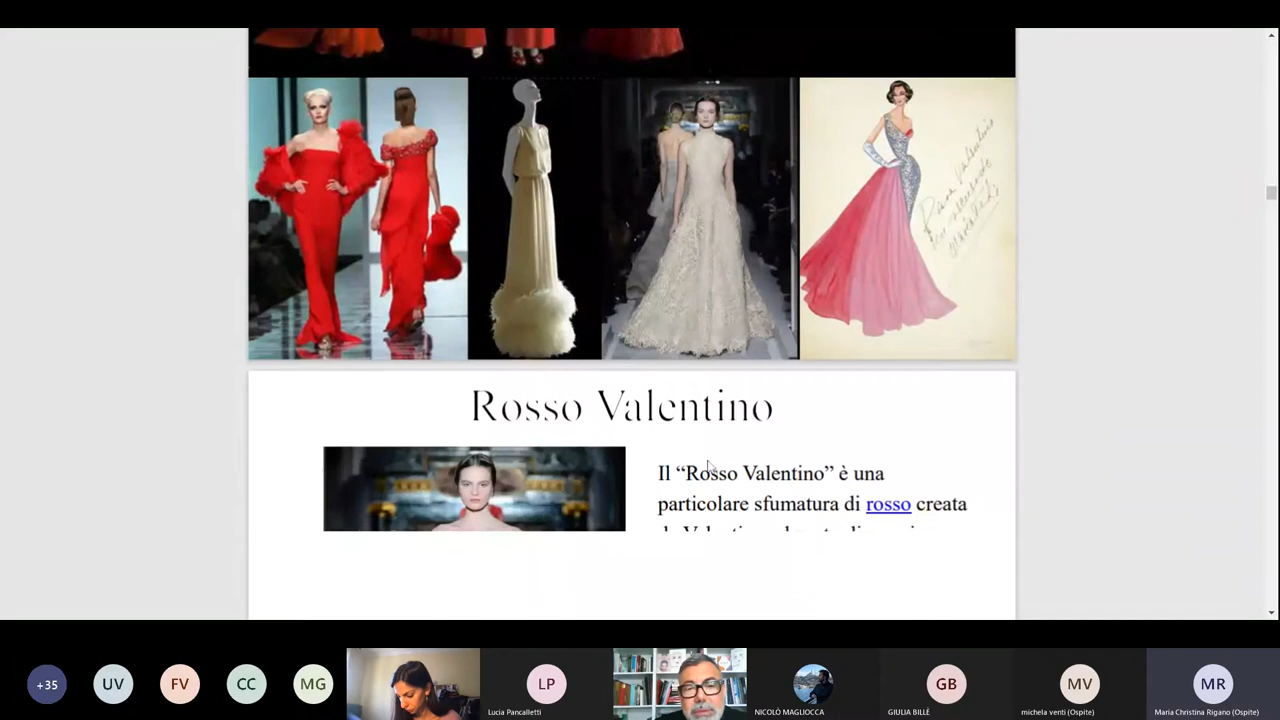 Rosso Valentino
Il “Rosso Valentino” è una
particolare sfumatura di rosso creata
+35
UV
FV
CC
MG
LP
Lucia Pancalletti
NICOLÒ MAGLIOCCA
GB
GIULIA BILLÈ
MV
michela venti (Ospite)
MR
Maria Christina Rigano (Ospite)